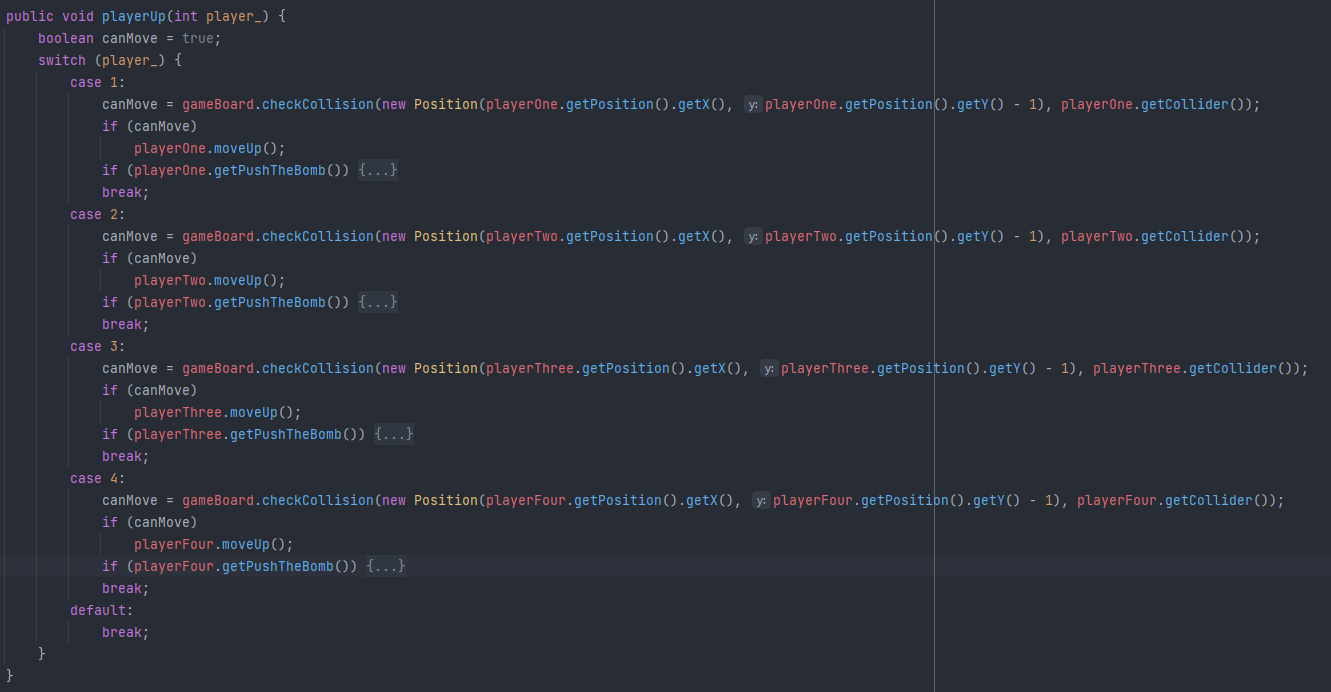 public void playerUp(int player_) {
    boolean canMove = true;
    switch (player_) {
        case 1:
            canMove = gameBoard.checkCollision(new Position(playerOne.getPosition().getX(), y: playerOne.getPosition().getY() - 1), playerOne.getCollider());
            if (canMove)
                playerOne.moveUp();
            if (playerOne.getPushTheBomb()) {...}
            break;
        case 2:
            canMove = gameBoard.checkCollision(new Position(playerTwo.getPosition().getX(), y: playerTwo.getPosition().getY() - 1), playerTwo.getCollider());
            if (canMove)
                playerTwo.moveUp();
            if (playerTwo.getPushTheBomb()) {...}
            break;
        case 3:
            canMove = gameBoard.checkCollision(new Position(playerThree.getPosition().getX(), y: playerThree.getPosition().getY() - 1), playerThree.getCollider());
            if (canMove)
                playerThree.moveUp();
            if (playerThree.getPushTheBomb()) {...}
            break;
        case 4:
            canMove = gameBoard.checkCollision(new Position(playerFour.getPosition().getX(), y: playerFour.getPosition().getY() - 1), playerFour.getCollider());
            if (canMove)
                playerFour.moveUp();
            if (playerFour.getPushTheBomb()) {...}
            break;
        default:
            break;
    }
}